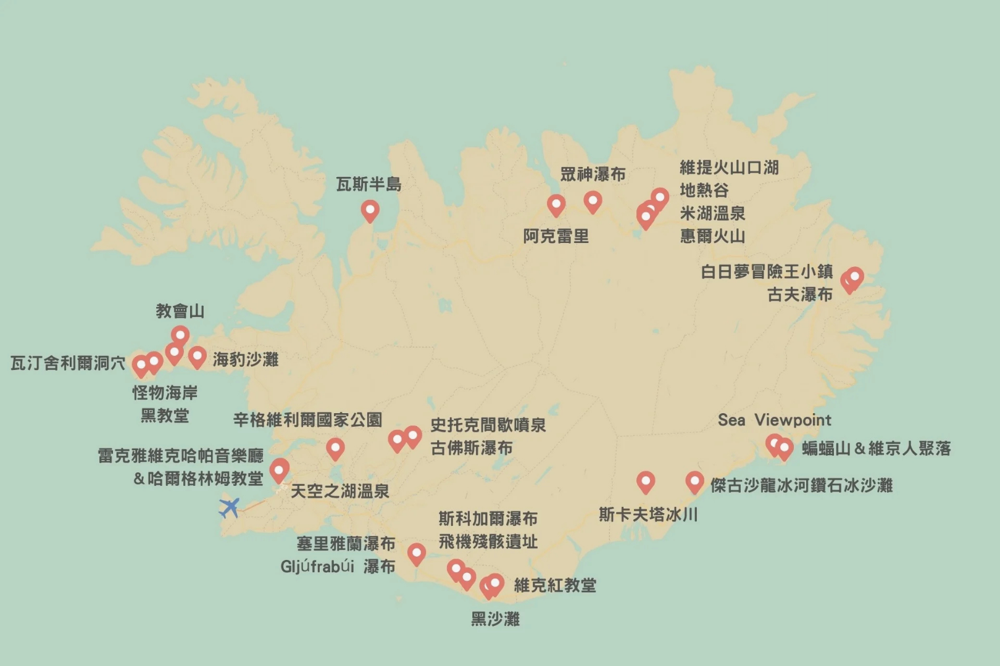 維提火山口湖
眾神瀑布
瓦斯半島
地熱谷
米湖溫泉
阿克雷里
惠爾火山
白日夢冒險王小鎮
古夫瀑布
教會山
瓦汀舍利爾洞穴
海豹沙灘
怪物海岸
黑教堂
辛格維利爾國家公園
史托克間歇噴泉
古佛斯瀑布
Sea Viewpoint
蝙蝠山&維京人聚落
雷克雅維克哈帕音樂廳
&哈爾格林姆教堂
天空之湖溫泉
傑古沙龍冰河鑽石冰沙灘
斯卡夫塔冰川
斯科加爾瀑布
飛機殘骸遺址
塞里雅蘭瀑布
Gljúfrabúi 瀑布
維克紅教堂
黑沙灘